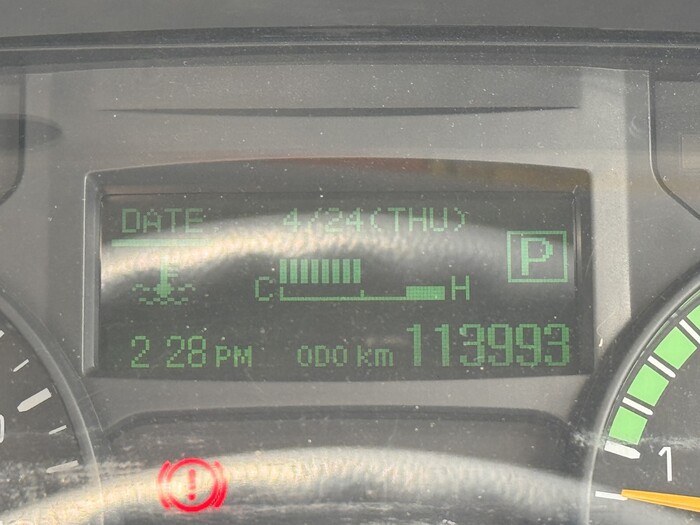 DATE 4/24(THU)
P
C H
2 28 PM ODO km 113993
!
1